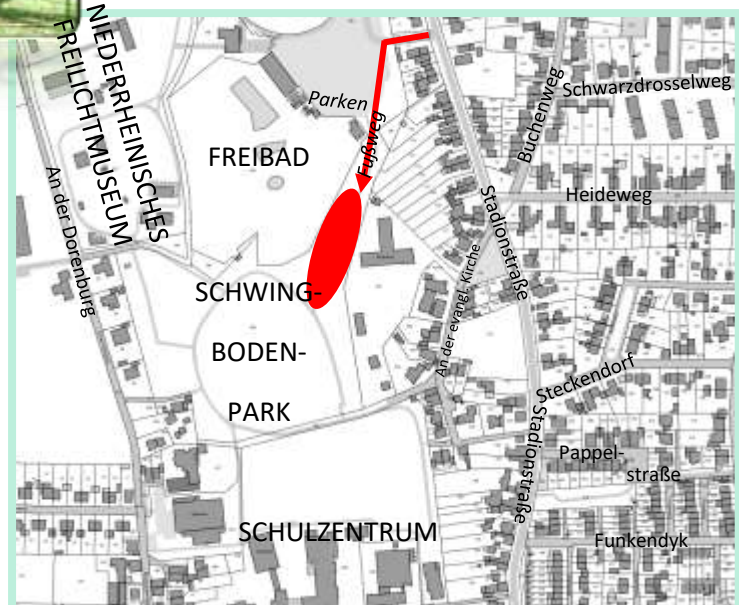 NIEDERRHEINISCHES
FREILICHTMUSEUM
An der Dorenburg
Parken
Fußweg
FREIBAD
SCHWING-
BODEN-
PARK
SCHULZENTRUM
Stadionstraße
Buchenweg
Schwarzdrosselweg
Heideweg
An der evangl. Kirche
Steckendorf
Stadionstraße
Pappel-
straße
Funkendyk